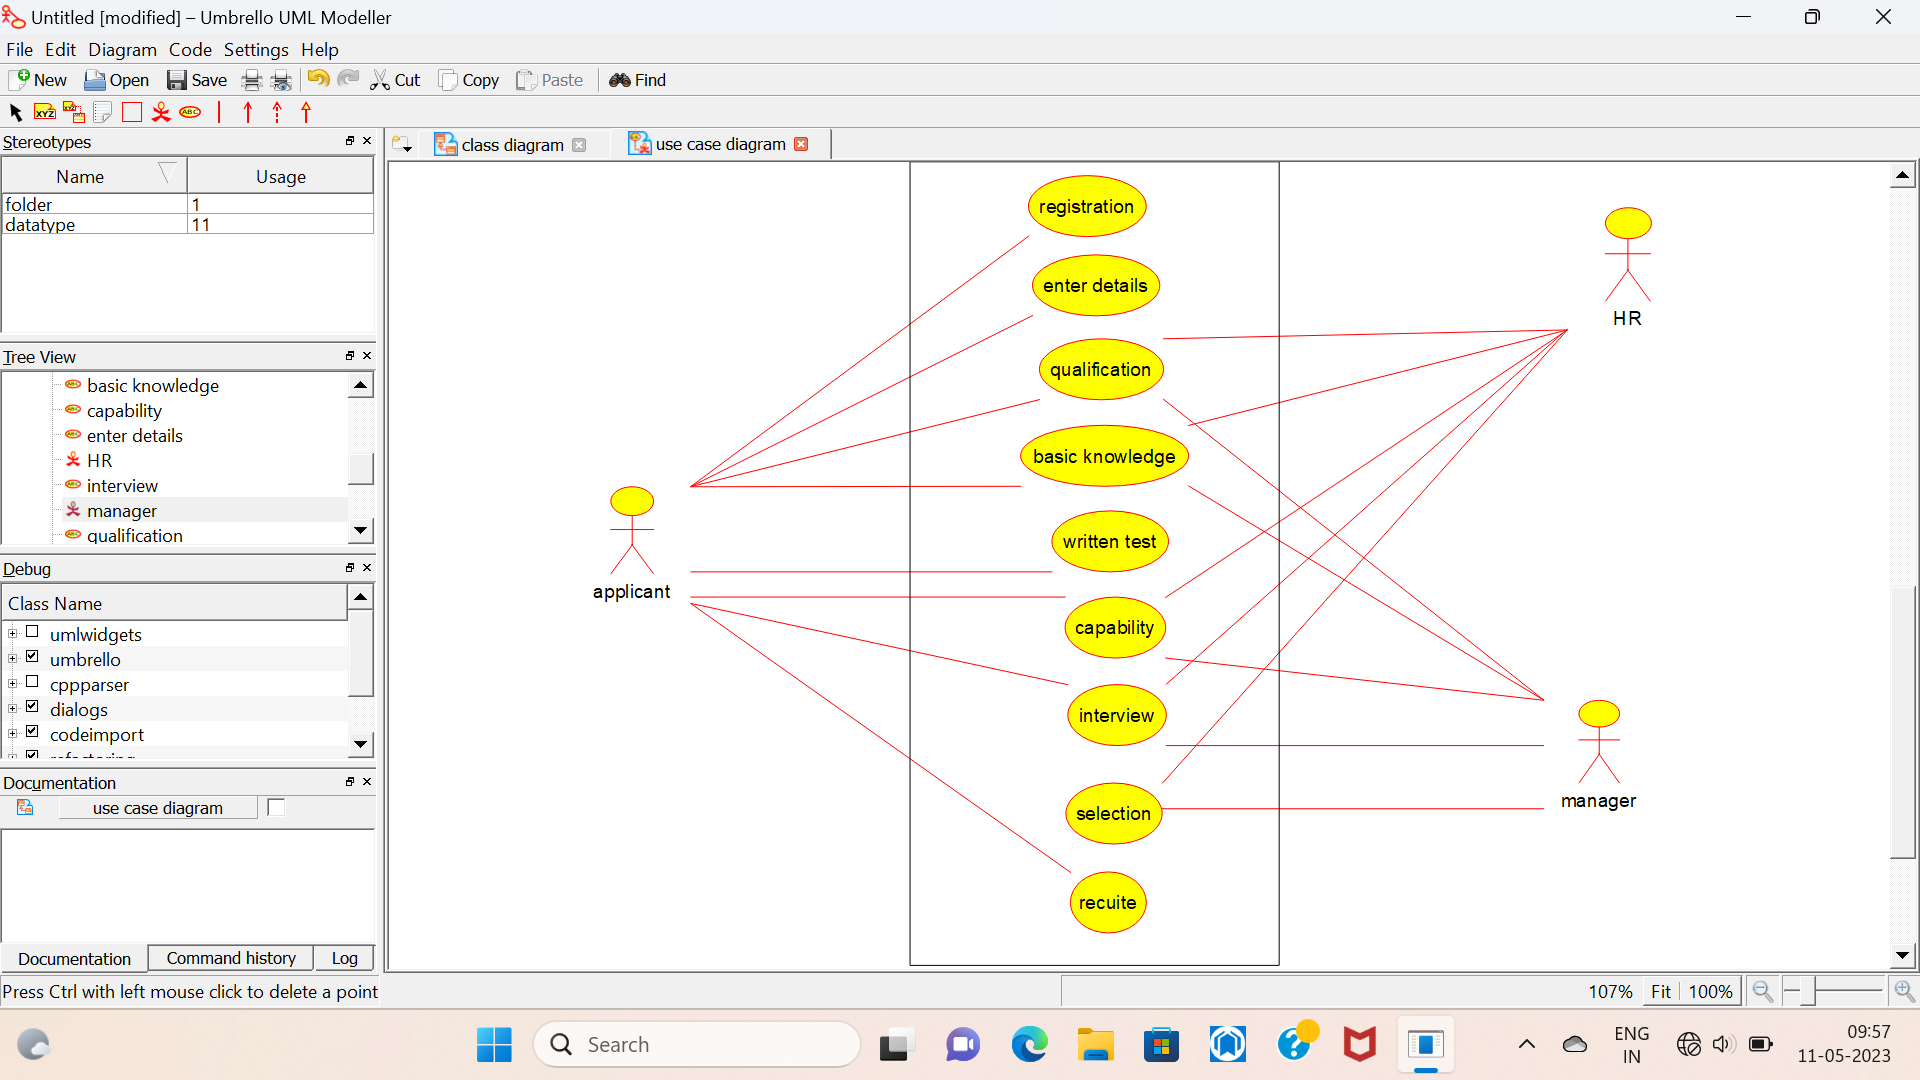 Untitled [modified] – Umbrello UML Modeller
File Edit Diagram Code Settings Help
New Open Save Cut Copy Paste Find
XYZ XYZ ABC
Stereotypes
Name Usage
folder 1
datatype 11
Tree View
basic knowledge
capability
enter details
HR
interview
manager
qualification
Debug
Class Name
umlwidgets
umbrello
cppparser
dialogs
codeimport
refactoring
Documentation
use case diagram
Documentation Command history Log
Press Ctrl with left mouse click to delete a point
class diagram use case diagram
registration
enter details
qualification
basic knowledge
written test
capability
interview
selection
recuite
applicant
HR
manager
107% Fit 100%
Search
ENG
IN
09:57
11-05-2023